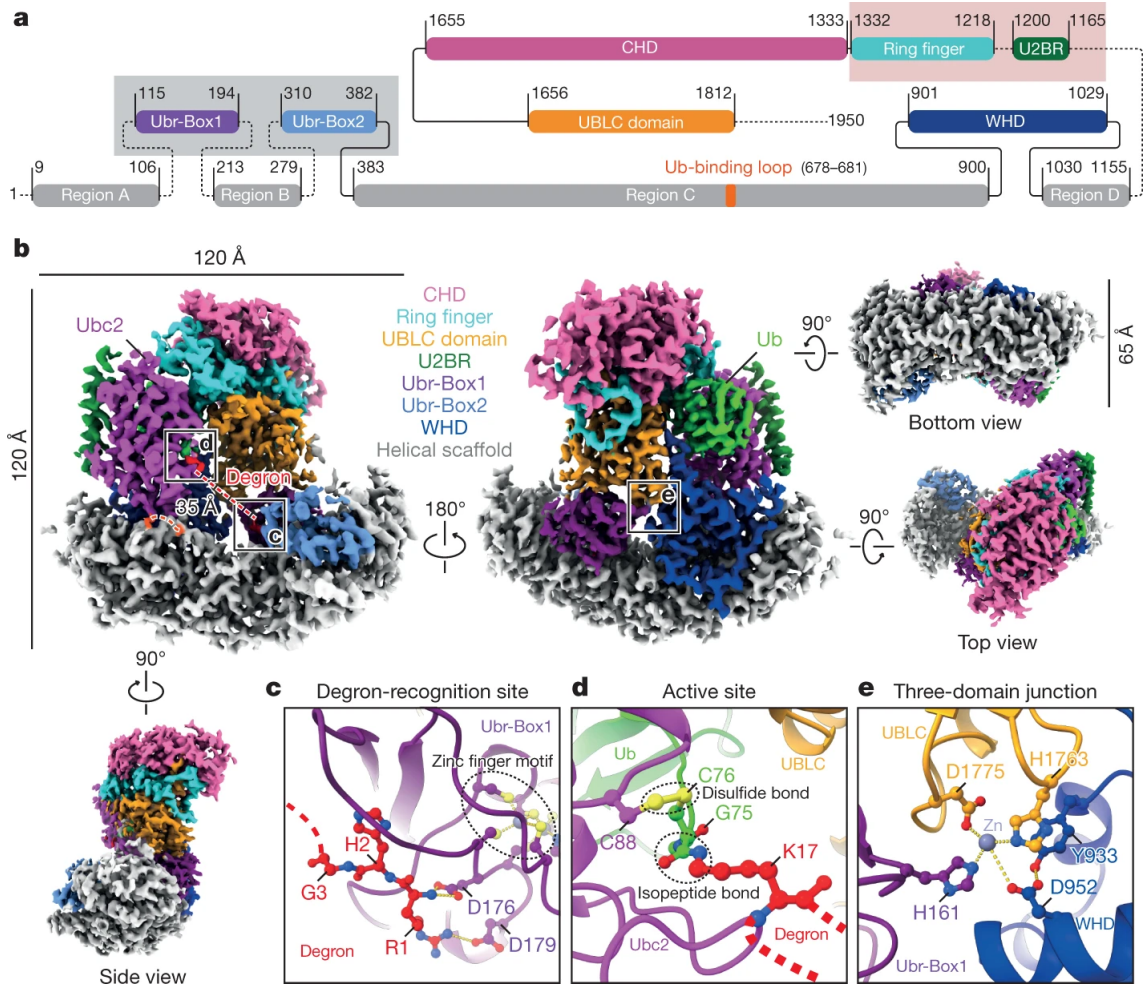 a
1655 1333 1332 1218 1200 1165
CHD Ring finger U2BR
115 194 310 382 1656 1812 901 1029
Ubr-Box1 Ubr-Box2 UBLC domain 1950 WHD
9 106 213 279 383 Ub-binding loop (678–681) 900 1030 1155
1 Region A Region B Region C Region D
b
120 Å
120 Å
Ubc2
d
Degron
35 Å
c
CHD
Ring finger
UBLC domain
U2BR
Ubr-Box1
Ubr-Box2
WHD
Helical scaffold
180°
Ub
e
90°
65 Å
Bottom view
90°
Top view
90°
Side view
c Degron-recognition site
Ubr-Box1
Zinc finger motif
H2
G3
D176
R1
D179
Degron
d Active site
Ub
UBLC
C76
Disulfide bond
G75
C88
K17
Isopeptide bond
Ubc2
Degron
e Three-domain junction
UBLC
H1763
D1775
Zn
Y933
D952
H161
WHD
Ubr-Box1